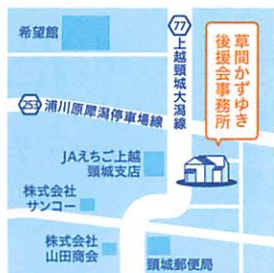 希望館
77
上越頸城大潟線
草間かずゆき
後援会事務所
253
浦川原犀潟停車場線
JAえちご上越
頸城支店
株式会社
サンコー
株式会社
山田商会
頸城郵便局